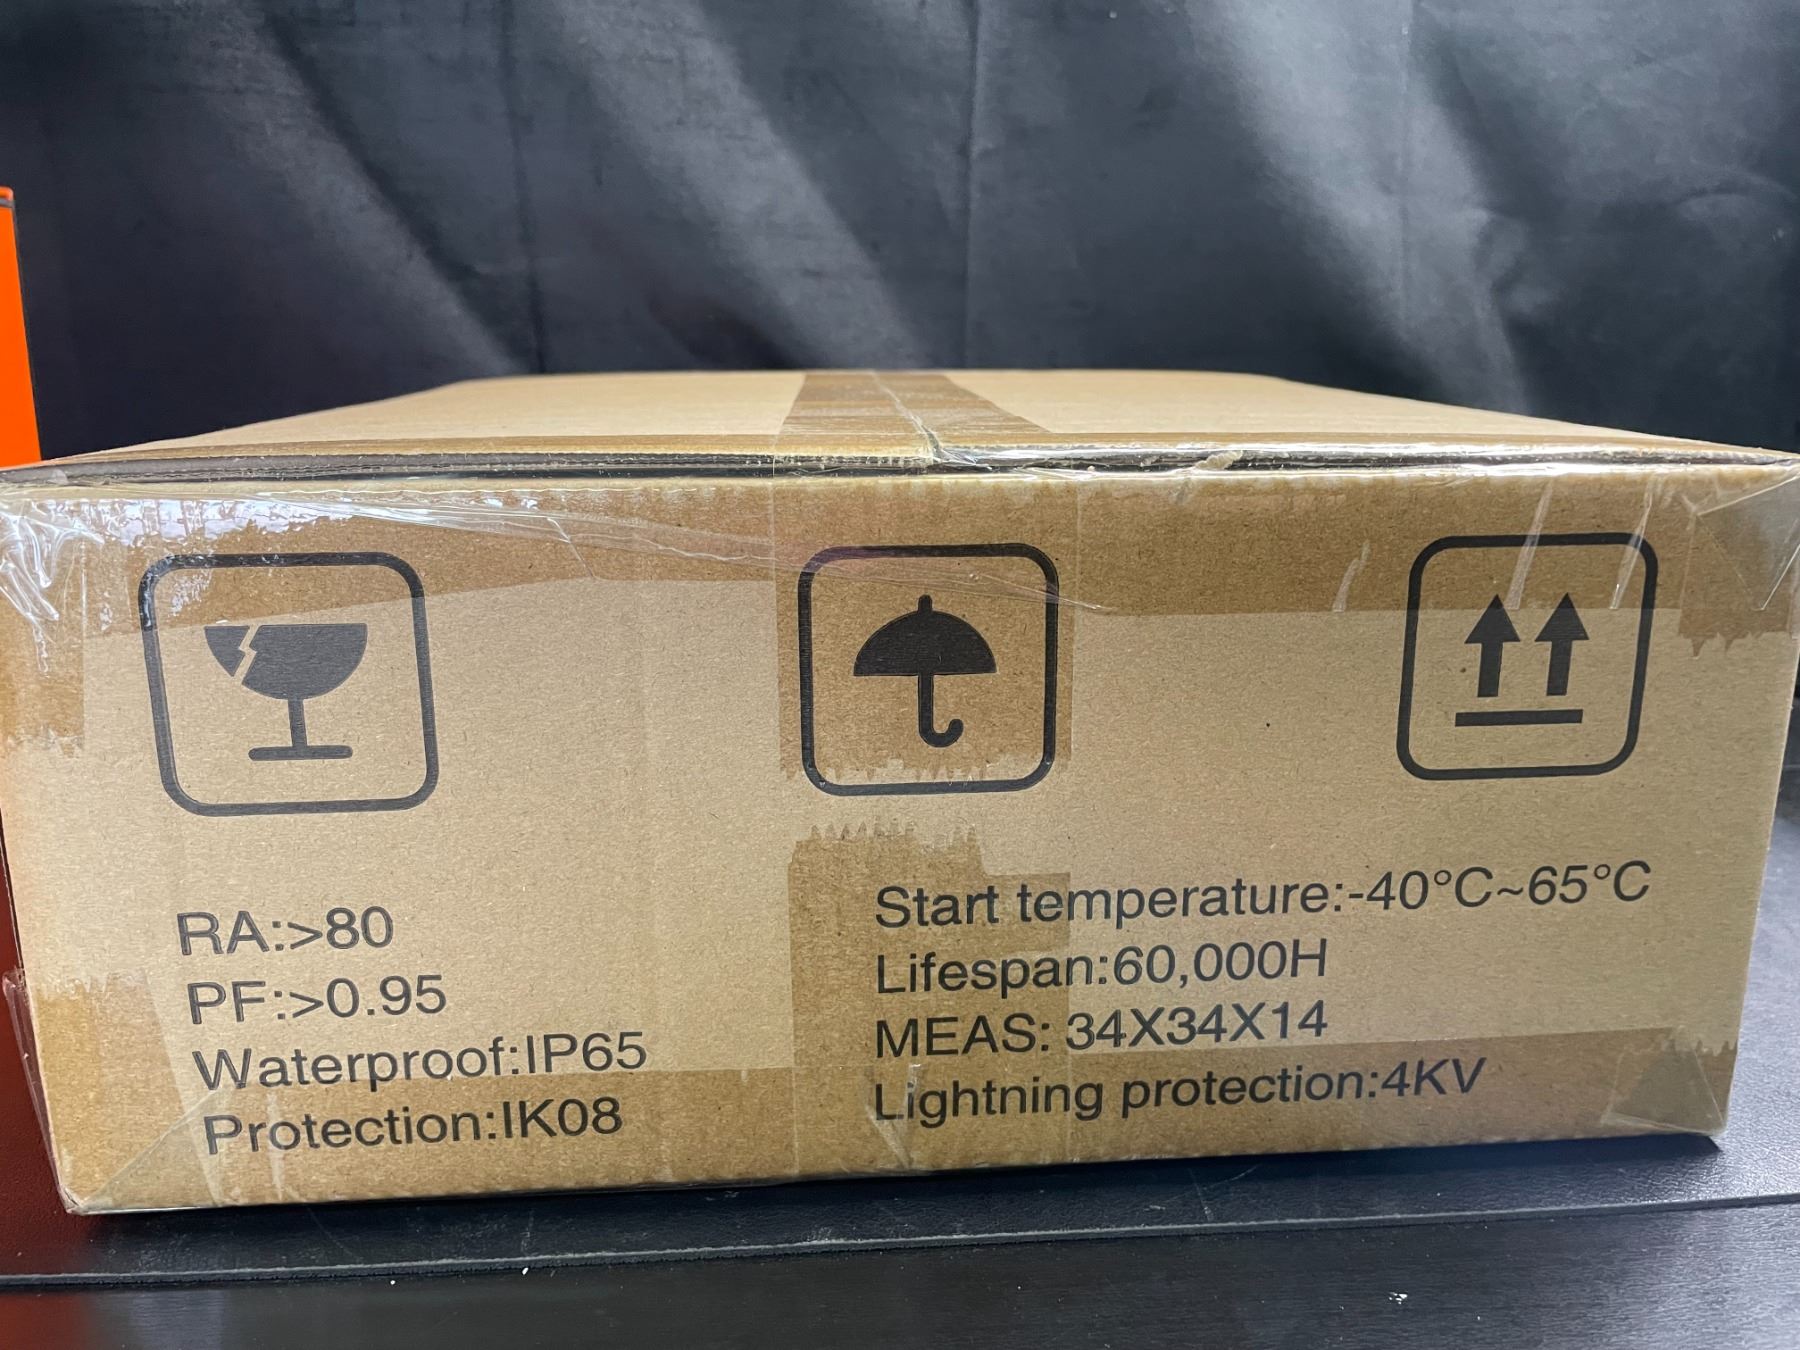 RA:>80
PF:>0.95
Waterproof:IP65
Protection:IK08
Start temperature:-40°C~65°C
Lifespan:60,000H
MEAS: 34X34X14
Lightning protection:4KV